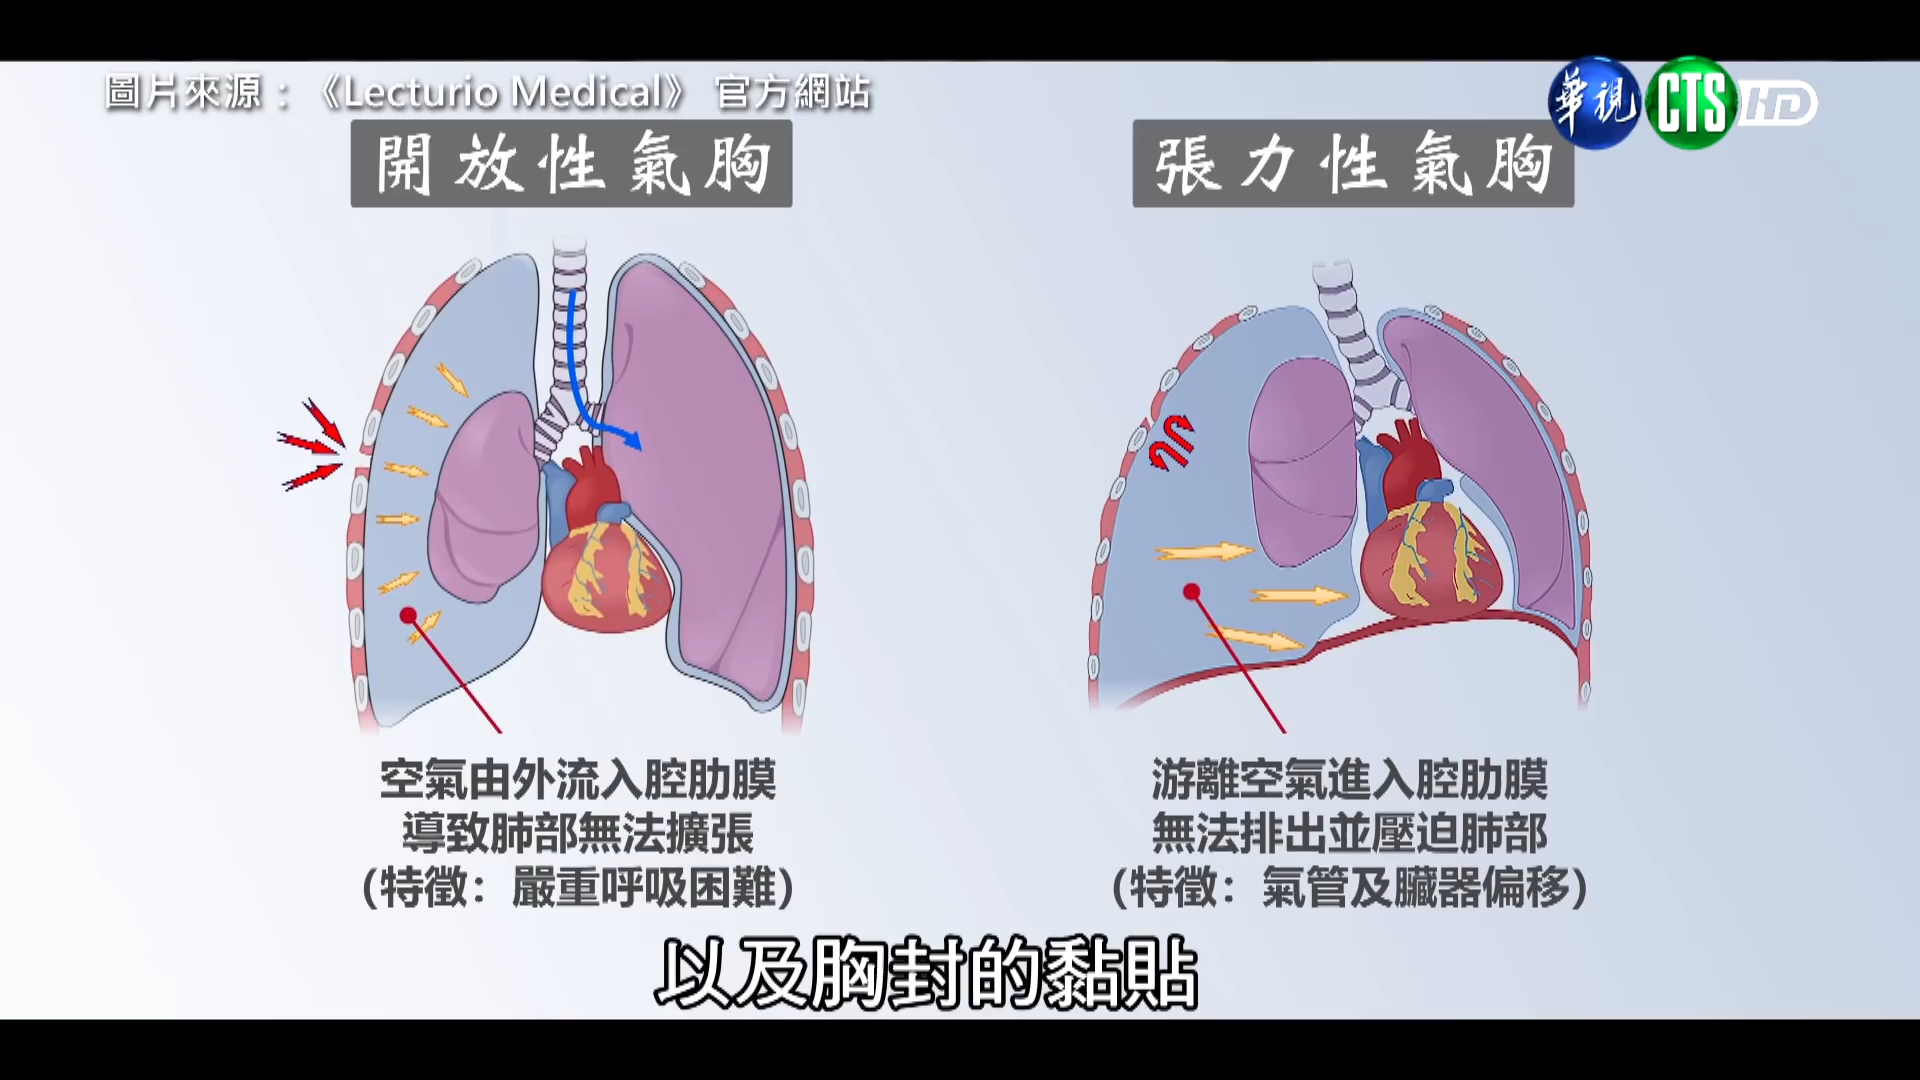 圖片來源：《Lecturio Medical》 官方網站
華視 CTS HD
開放性氣胸
張力性氣胸
空氣由外流入腔肋膜
導致肺部無法擴張
(特徵：嚴重呼吸困難)
游離空氣進入腔肋膜
無法排出並壓迫肺部
(特徵：氣管及臟器偏移)
以及胸封的黏貼